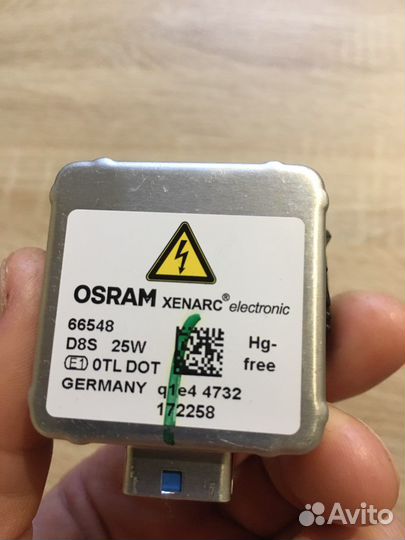 OSRAM XENARC® electronic
66548
D8S 25W
Hg-
free
E1 0TL DOT
GERMANY q1e4 4732
172258
Avito